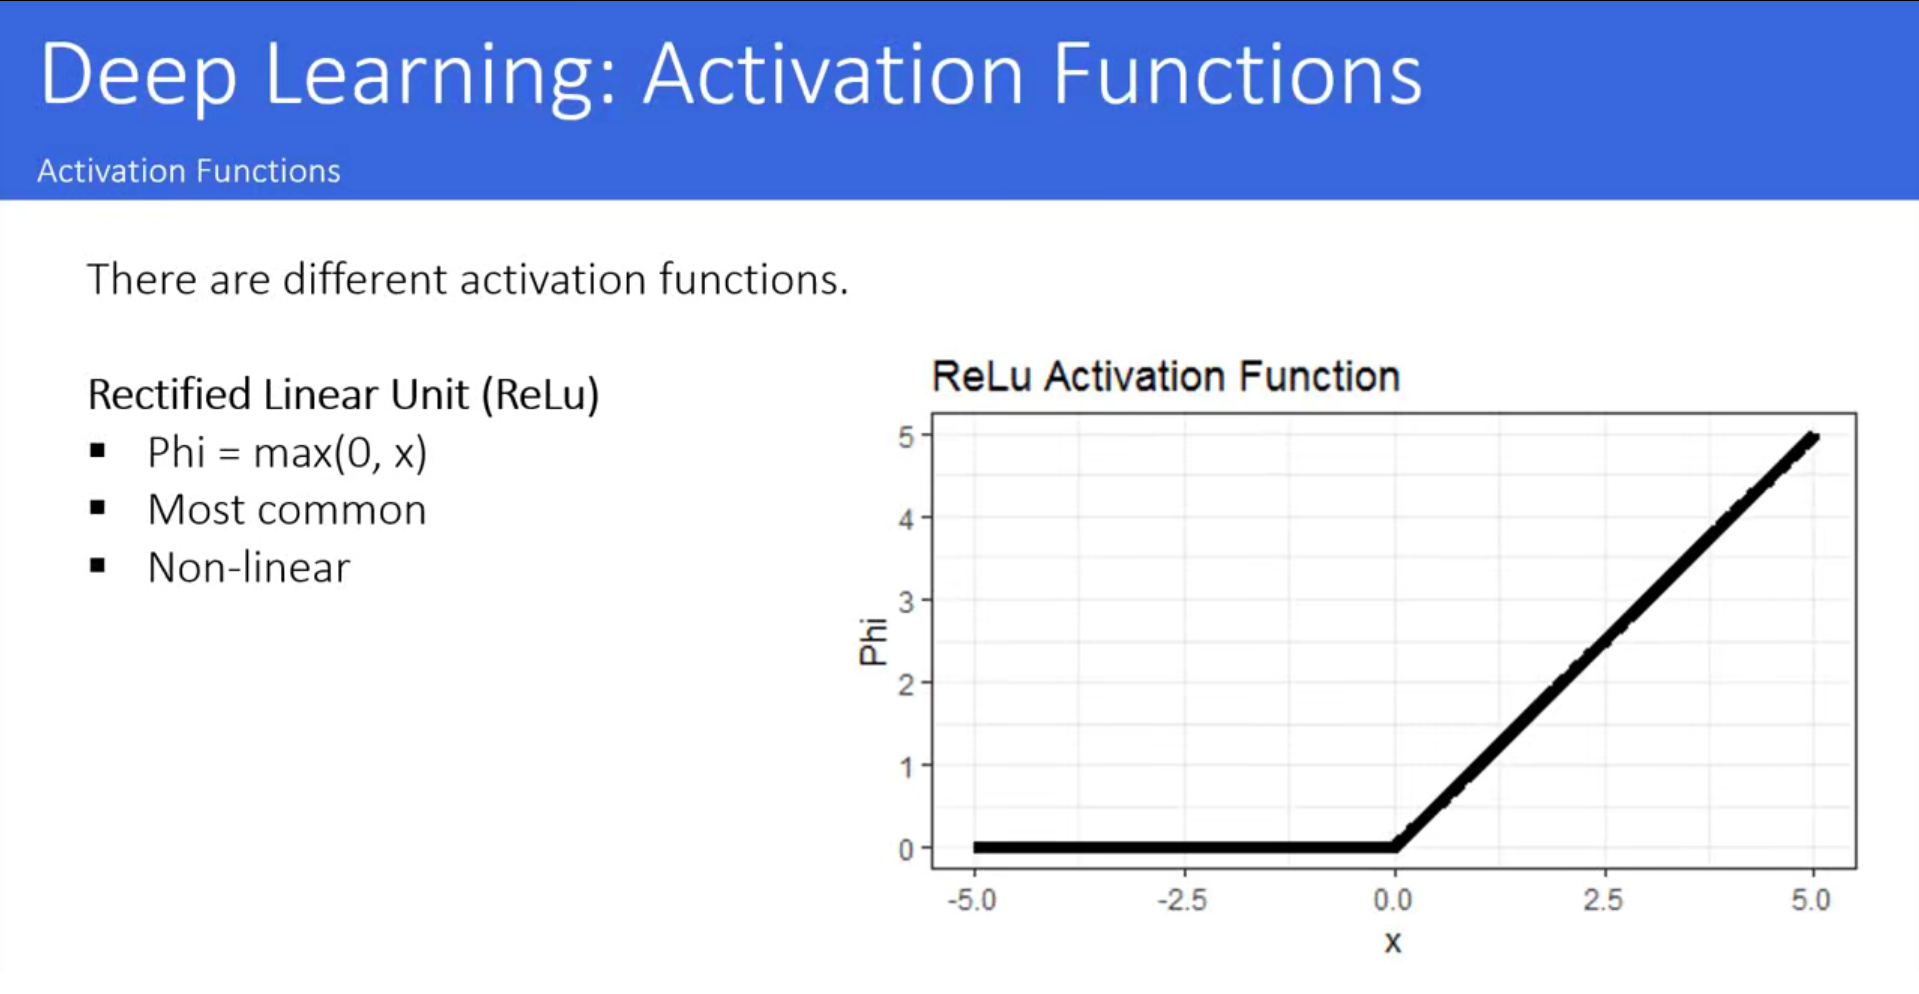 Deep Learning: Activation Functions
Activation Functions
There are different activation functions.
Rectified Linear Unit (ReLu)
▪ Phi = max(0, x)
▪ Most common
▪ Non-linear
ReLu Activation Function
5
4
3
2
1
0
Phi
-5.0 -2.5 0.0 2.5 5.0
x